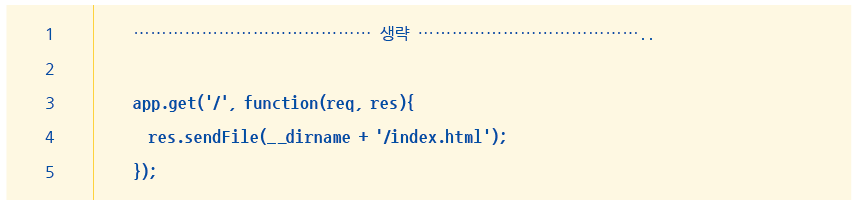 1 ………………………………… 생략 ………………………………..
2
3 app.get('/', function(req, res){
4 res.sendFile(__dirname + '/index.html');
5 });